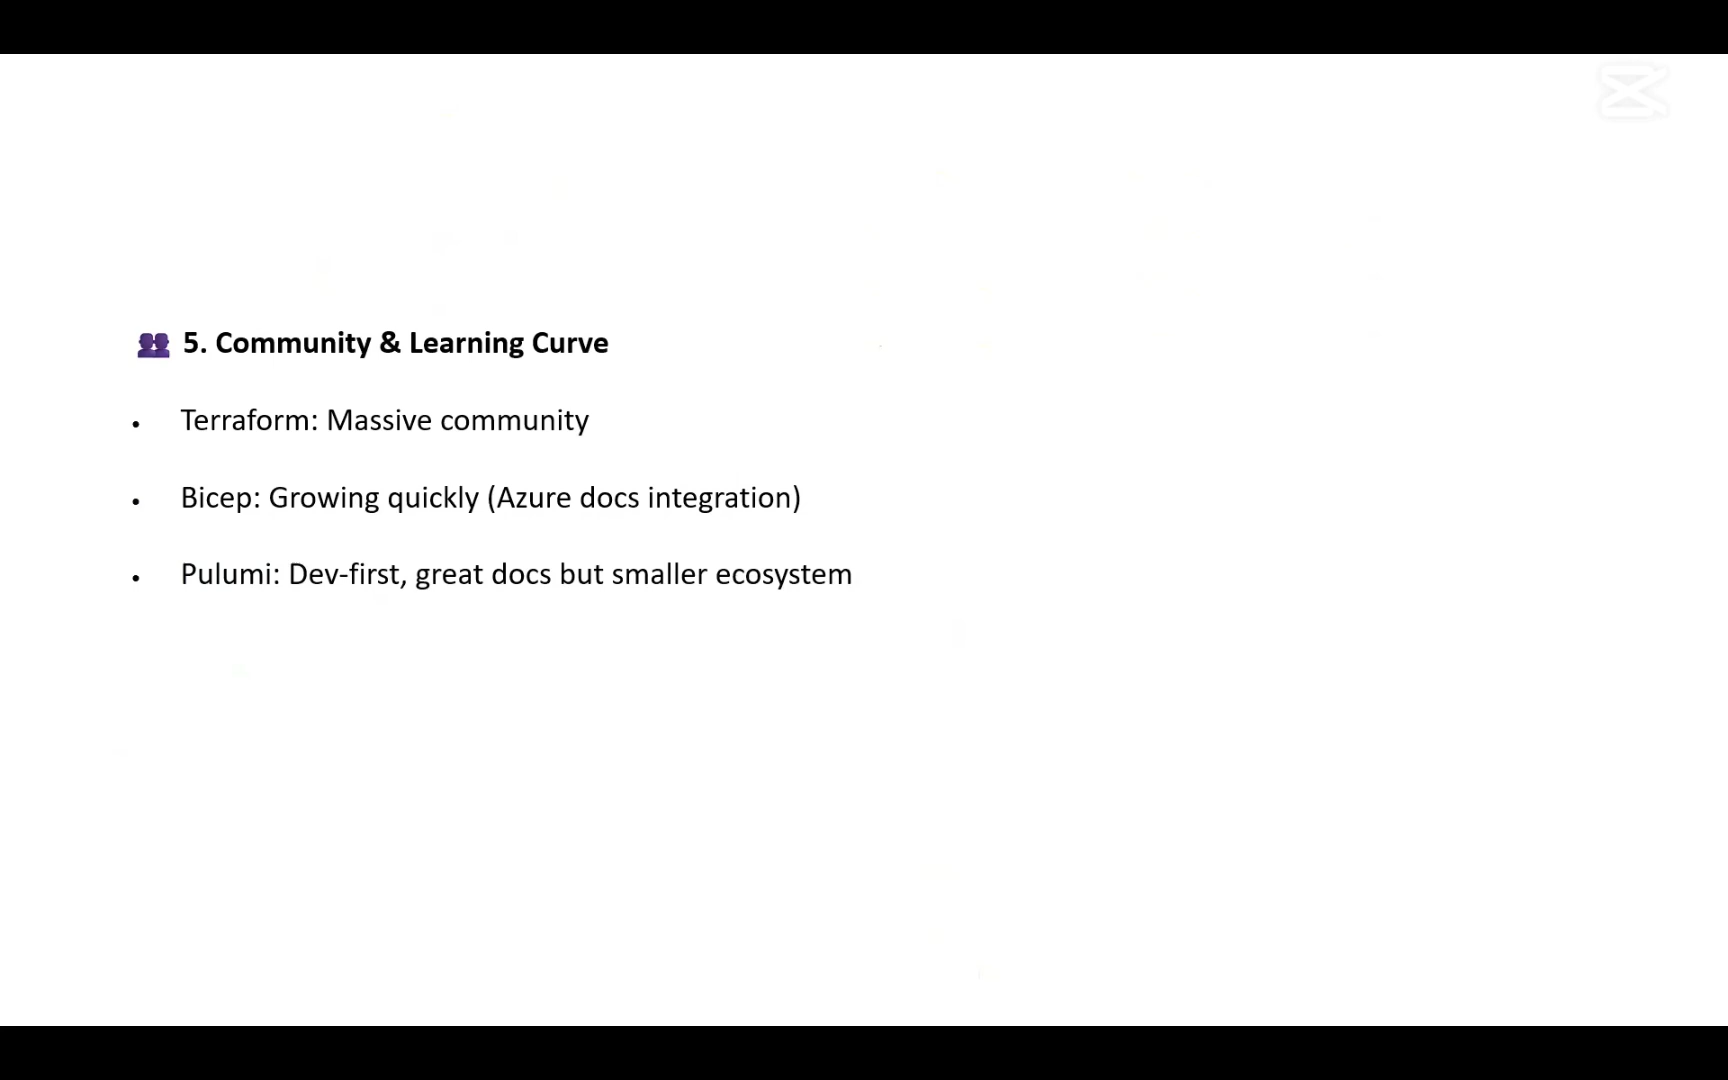 👥 5. Community & Learning Curve
• Terraform: Massive community
• Bicep: Growing quickly (Azure docs integration)
• Pulumi: Dev-first, great docs but smaller ecosystem